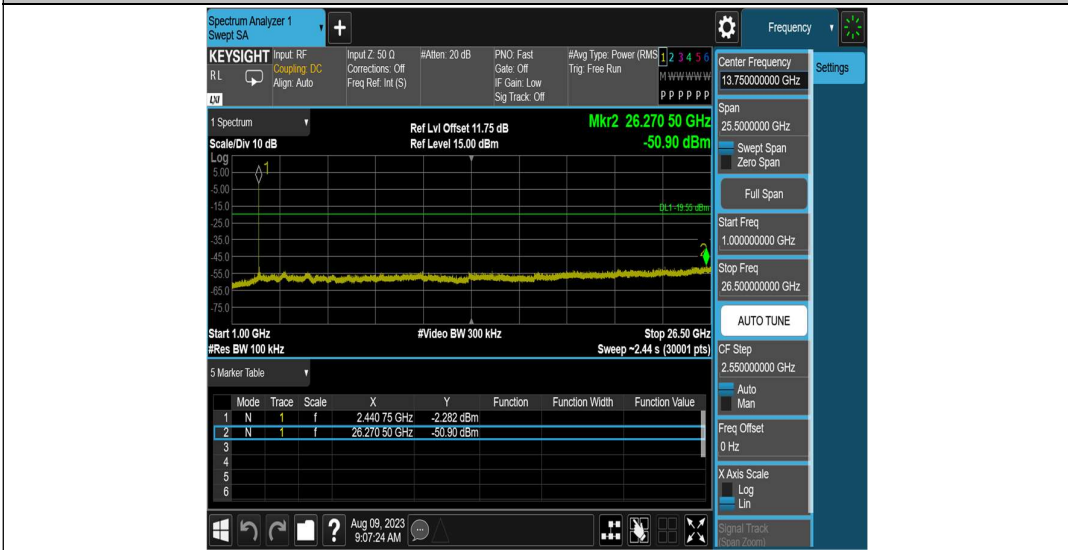 Spectrum Analyzer 1
Swept SA
+
Frequency
KEYSIGHT
RL
LXI
Input: RF
Coupling: DC
Align: Auto
Input Z: 50 Ω
Corrections: Off
Freq Ref: Int (S)
#Atten: 20 dB
PNO: Fast
Gate: Off
IF Gain: Low
Sig Track: Off
#Avg Type: Power (RMS
Trig: Free Run
1 2 3 4 5 6
M W W W W W
P P P P P P
1 Spectrum
Scale/Div 10 dB
Ref Lvl Offset 11.75 dB
Ref Level 15.00 dBm
Mkr2 26.270 50 GHz
-50.90 dBm
Log
5.00
-5.00
-15.0
-25.0
-35.0
-45.0
-55.0
-65.0
-75.0
1
DL1 -19.55 dBm
2
Start 1.00 GHz
#Video BW 300 kHz
Stop 26.50 GHz
#Res BW 100 kHz
Sweep ~2.44 s (30001 pts)
5 Marker Table
Mode Trace Scale X Y Function Function Width Function Value
1 N 1 f 2.440 75 GHz -2.282 dBm
2 N 1 f 26.270 50 GHz -50.90 dBm
3
4
5
6
?
Aug 09, 2023
9:07:24 AM
Center Frequency
13.750000000 GHz
Settings
Span
25.5000000 GHz
Swept Span
Zero Span
Full Span
Start Freq
1.000000000 GHz
Stop Freq
26.500000000 GHz
AUTO TUNE
CF Step
2.550000000 GHz
Auto
Man
Freq Offset
0 Hz
X Axis Scale
Log
Lin
Signal Track
(Span Zoom)